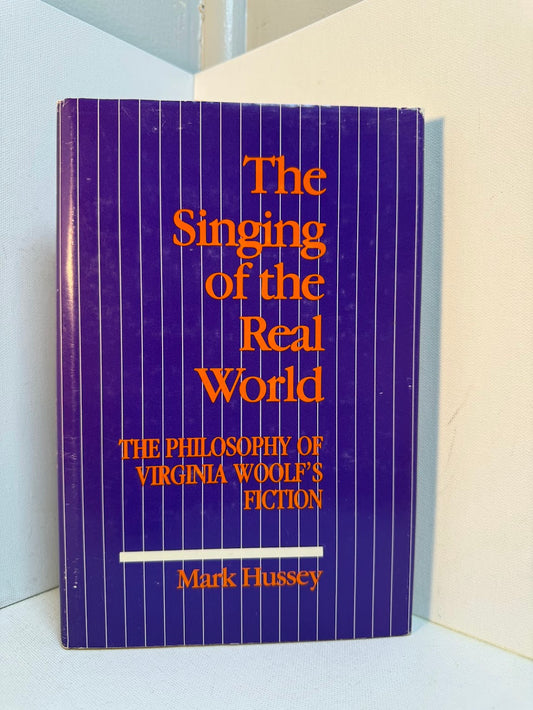 The
Singing
of the
Real
World
THE PHILOSOPHY OF
VIRGINIA WOOLF'S
FICTION
Mark Hussey